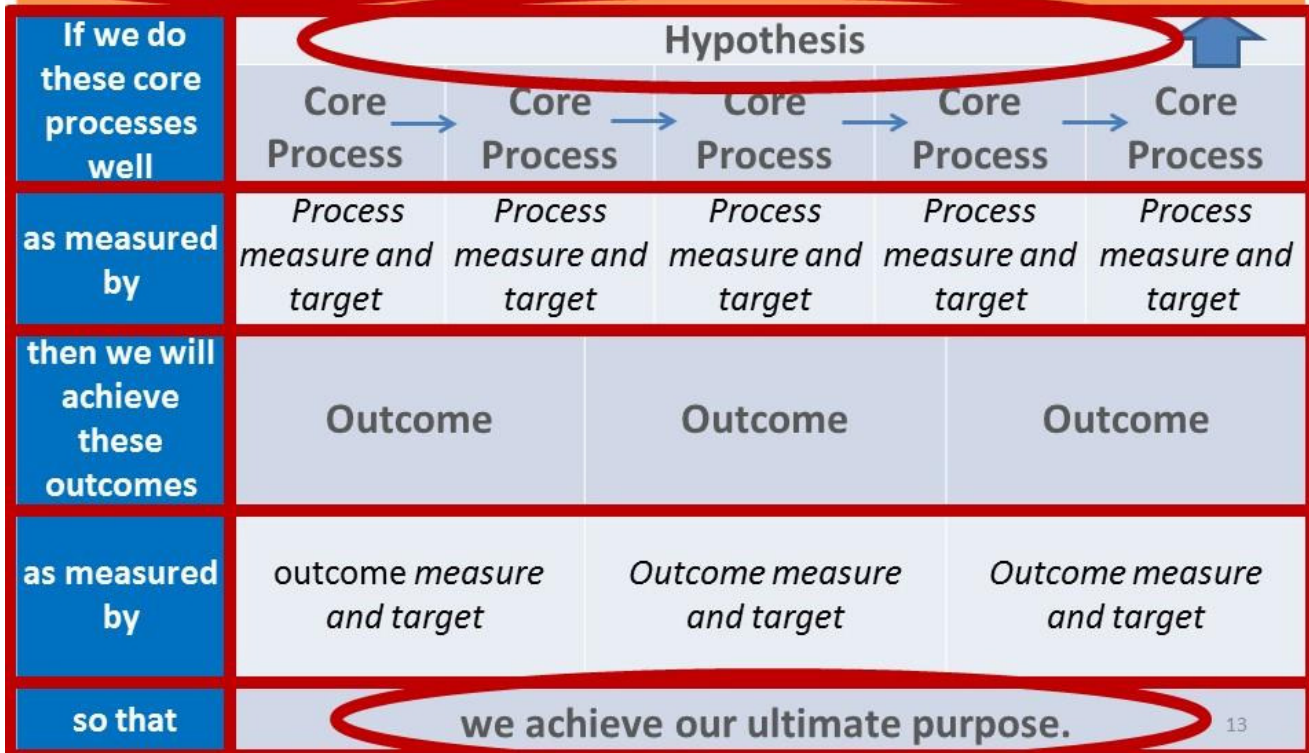 If we do
these core
processes
well
Hypothesis
Core Process
Core Process
Core Process
Core Process
Core Process
as measured
by
Process
measure and
target
Process
measure and
target
Process
measure and
target
Process
measure and
target
Process
measure and
target
then we will
achieve
these
outcomes
Outcome
Outcome
Outcome
as measured
by
outcome measure
and target
Outcome measure
and target
Outcome measure
and target
so that
we achieve our ultimate purpose.
13